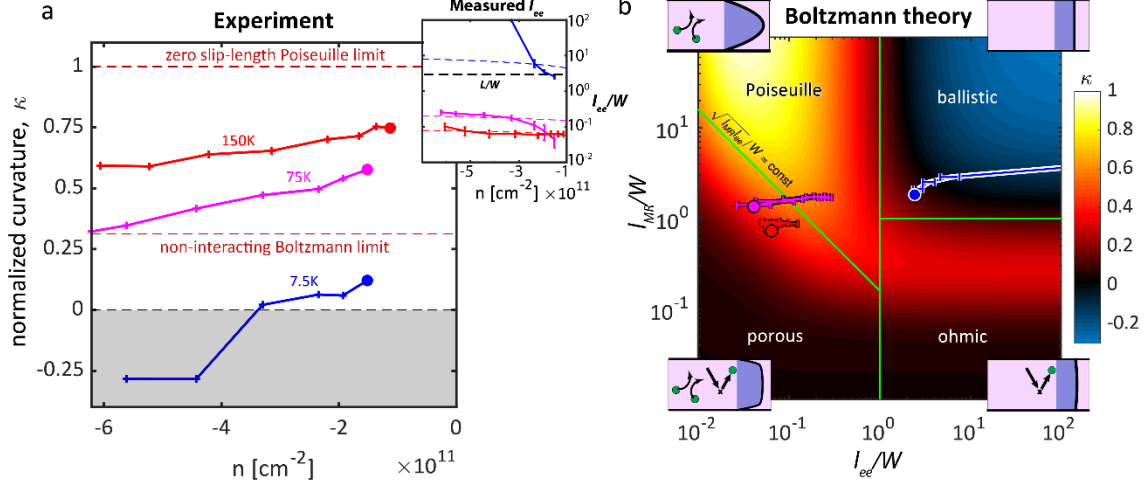 a
Experiment
normalized curvature, κ
1
0.75
0.5
0.25
0
-0.25
zero slip-length Poiseuille limit
150K
75K
non-interacting Boltzmann limit
7.5K
-6
-4
-2
0
n [cm⁻²]
×10¹¹
Measured l_ee
L/W
10²
10¹
10⁰
10⁻¹
10⁻²
l_ee/W
-5
-3
-1
n [cm⁻²] ×10¹¹
b
Boltzmann theory
Poiseuille
ballistic
√l_MR l_ee/W = const
porous
ohmic
l_MR/W
10¹
10⁰
10⁻¹
10⁻²
10⁻¹
10⁰
10¹
10²
l_ee/W
κ
1
0.8
0.6
0.4
0.2
0
-0.2